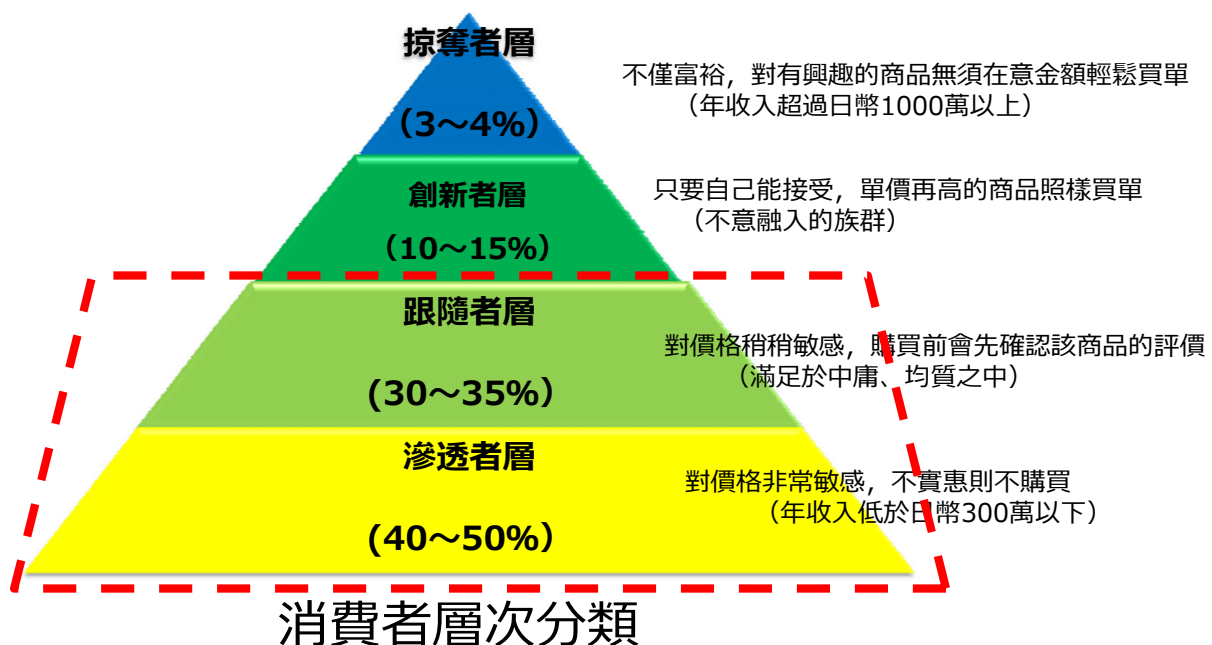 掠奪者層
(3～4%)
不僅富裕，對有興趣的商品無須在意金額輕鬆買單
（年收入超過日幣1000萬以上）
創新者層
(10～15%)
只要自己能接受，單價再高的商品照樣買單
（不意融入的族群）
跟隨者層
(30～35%)
對價格稍稍敏感，購買前會先確認該商品的評價
（滿足於中庸、均質之中）
滲透者層
(40～50%)
對價格非常敏感，不實惠則不購買
（年收入低於日幣300萬以下）
消費者層次分類